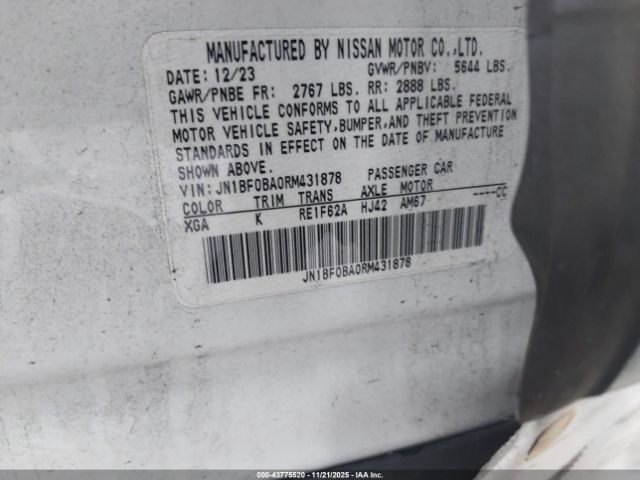 MANUFACTURED BY NISSAN MOTOR CO.,LTD.
DATE: 12/23 GVWR/PNBV: 5644 LBS.
GAWR/PNBE FR: 2767 LBS. RR: 2888 LBS.
THIS VEHICLE CONFORMS TO ALL APPLICABLE FEDERAL
MOTOR VEHICLE SAFETY,BUMPER,AND THEFT PREVENTION
STANDARDS IN EFFECT ON THE DATE OF MANUFACTURE
SHOWN ABOVE.
VIN: JN1BF0BA0RM431878 PASSENGER CAR
COLOR TRIM TRANS AXLE MOTOR
XGA K RE1F62A HJ42 AM67 ----CC
JN1BF0BA0RM431878
000-43775520 - 11/21/2025 - IAAI.com